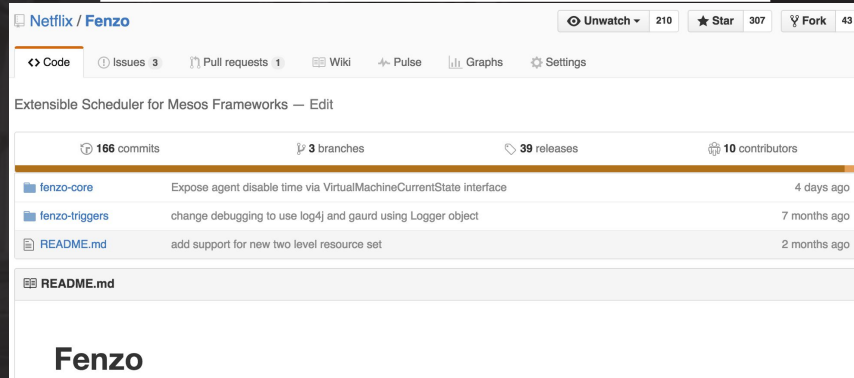 Netflix / Fenzo Unwatch 210 Star 307 Fork 43
Code Issues 3 Pull requests 1 Wiki Pulse Graphs Settings
Extensible Scheduler for Mesos Frameworks — Edit
166 commits 3 branches 39 releases 10 contributors
fenzo-core Expose agent disable time via VirtualMachineCurrentState interface 4 days ago
fenzo-triggers change debugging to use log4j and gaurd using Logger object 7 months ago
README.md add support for new two level resource set 2 months ago
README.md
Fenzo